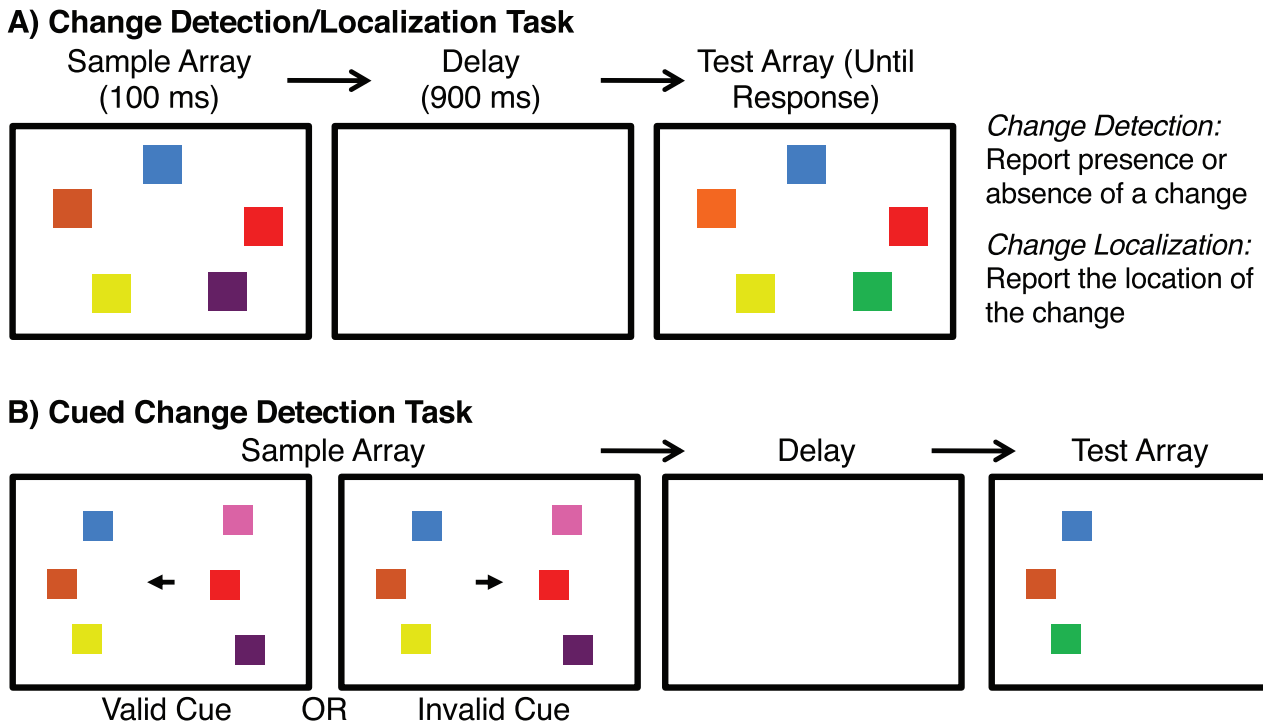 A) Change Detection/Localization Task
Sample Array
(100 ms)
Delay
(900 ms)
Test Array (Until
Response)
Change Detection:
Report presence or
absence of a change
Change Localization:
Report the location of
the change
B) Cued Change Detection Task
Sample Array
Delay
Test Array
Valid Cue
OR
Invalid Cue